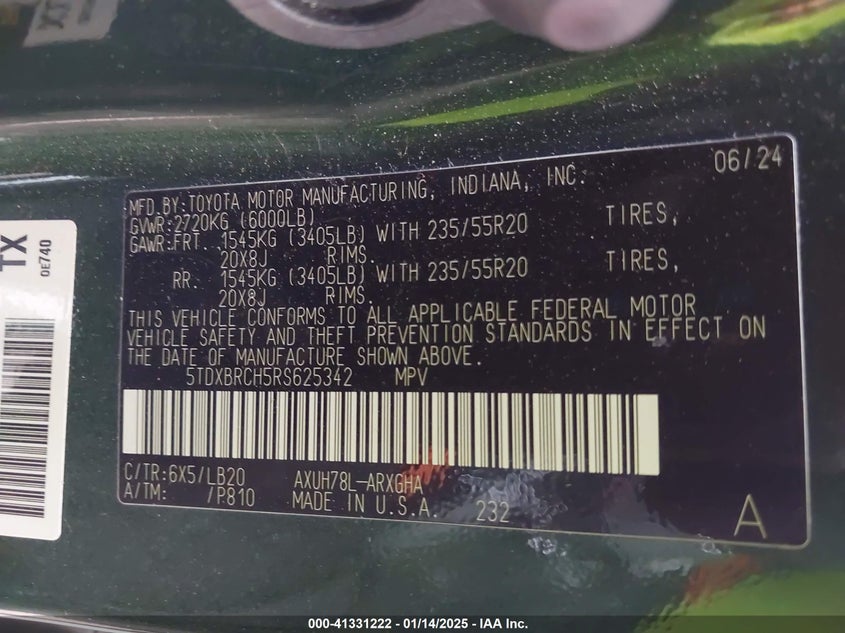 TX
0E740
06/24
MFD.BY:TOYOTA MOTOR MANUFACTURING, INDIANA, INC.
GVWR:2720KG (6000LB)
GAWR:FRT. 1545KG (3405LB) WITH 235/55R20 TIRES,
20X8J RIMS.
RR. 1545KG (3405LB) WITH 235/55R20 TIRES,
20X8J RIMS.
THIS VEHICLE CONFORMS TO ALL APPLICABLE FEDERAL MOTOR
VEHICLE SAFETY AND THEFT PREVENTION STANDARDS IN EFFECT ON
THE DATE OF MANUFACTURE SHOWN ABOVE.
5TDXBRCH5RS625342 MPV
C/TR:6X5/LB20 AXUH78L-ARXGHA
A/TM: /P810 MADE IN U.S.A. 232
A
000-41331222 — 01/14/2025 — IAA Inc.